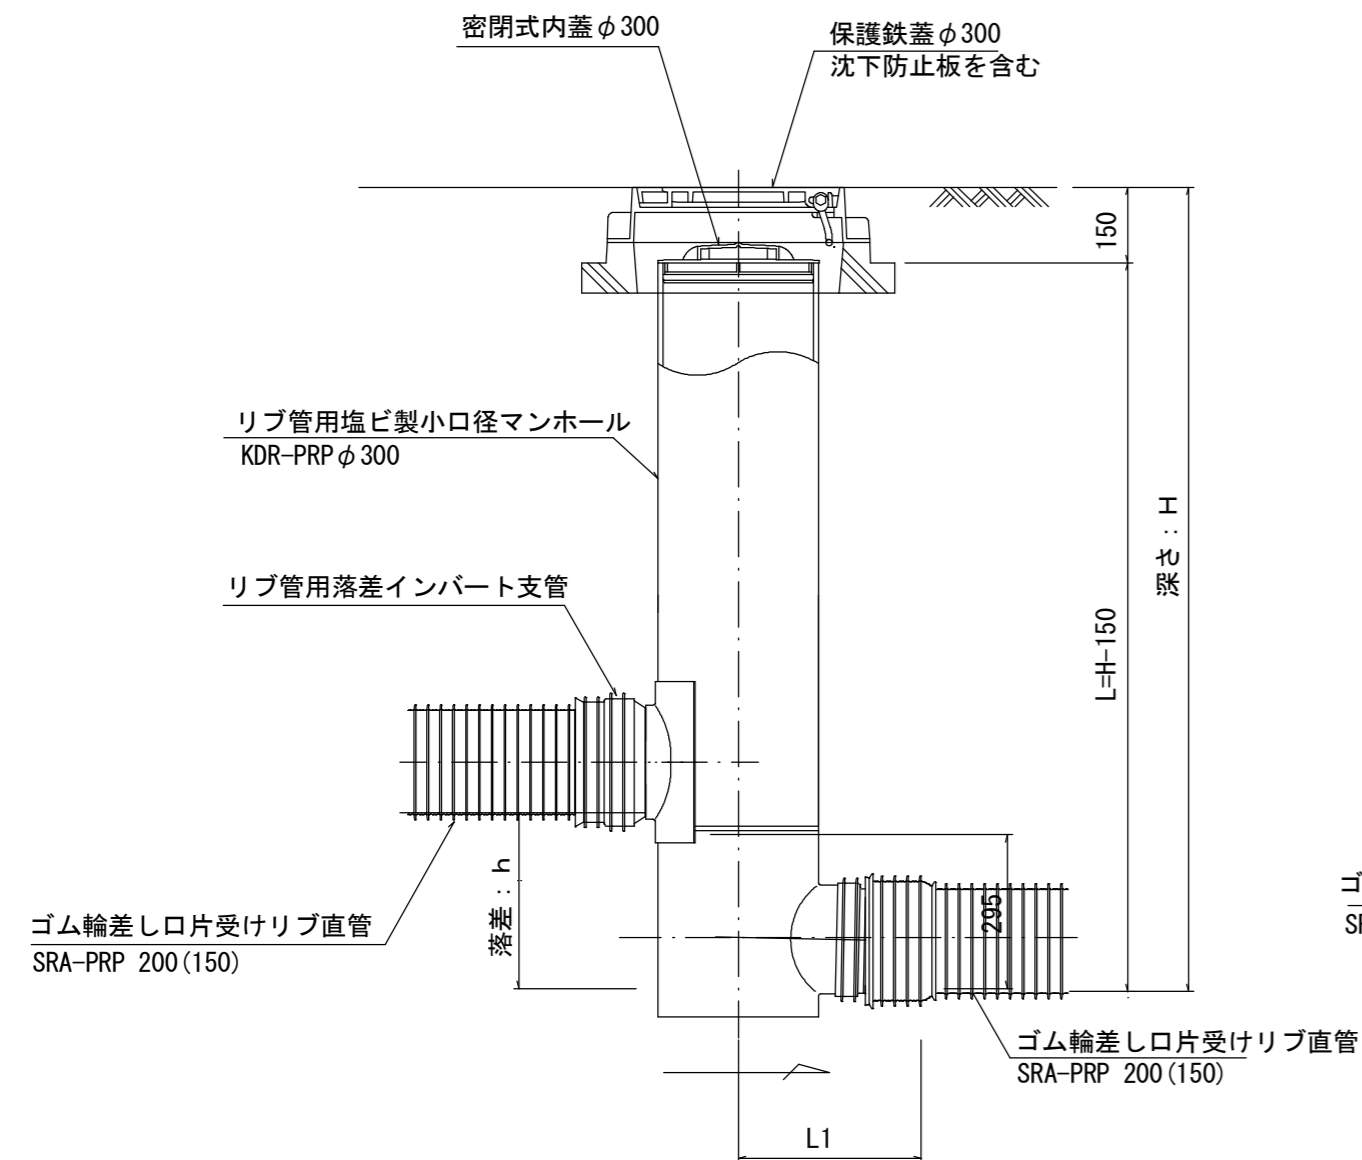 密閉式内蓋φ300
保護鉄蓋φ300
沈下防止板を含む
150
リブ管用塩ビ製小口径マンホール
KDR-PRPφ300
深さ：H
リブ管用落差インバート支管
L=H-150
落差：h
295
ゴム輪差し口片受けリブ直管
SRA-PRP 200(150)
ゴム輪差し口片受けリブ直管
SRA-PRP 200(150)
L1